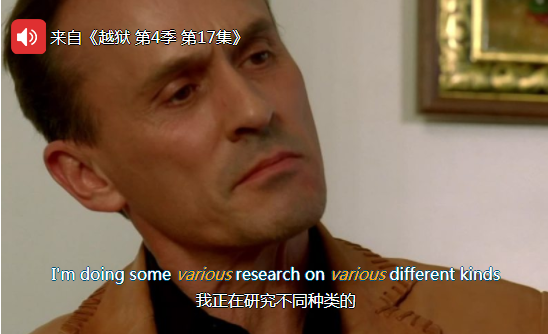 来自《越狱 第4季 第17集》
I'm doing some various research on various different kinds
我正在研究不同种类的